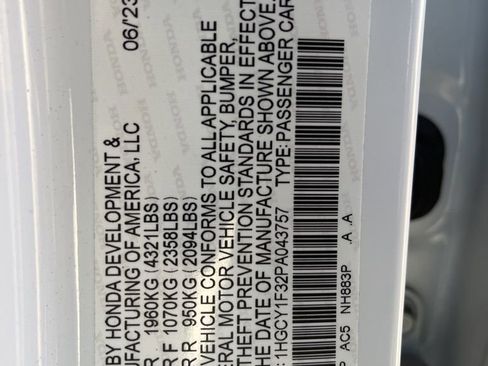 06/23
BY HONDA DEVELOPMENT &
UFACTURING OF AMERICA, LLC
R 1960KG (4321LBS)
R F 1070KG (2358LBS)
R R 950KG (2094LBS)
VEHICLE CONFORMS TO ALL APPLICABLE
ERAL MOTOR VEHICLE SAFETY, BUMPER,
THEFT PREVENTION STANDARDS IN EFFECT
THE DATE OF MANUFACTURE SHOWN ABOVE.
:1HGCY1F32PA043757 TYPE: PASSENGER CAR
P AC5 NH883P .A .A
HONDA